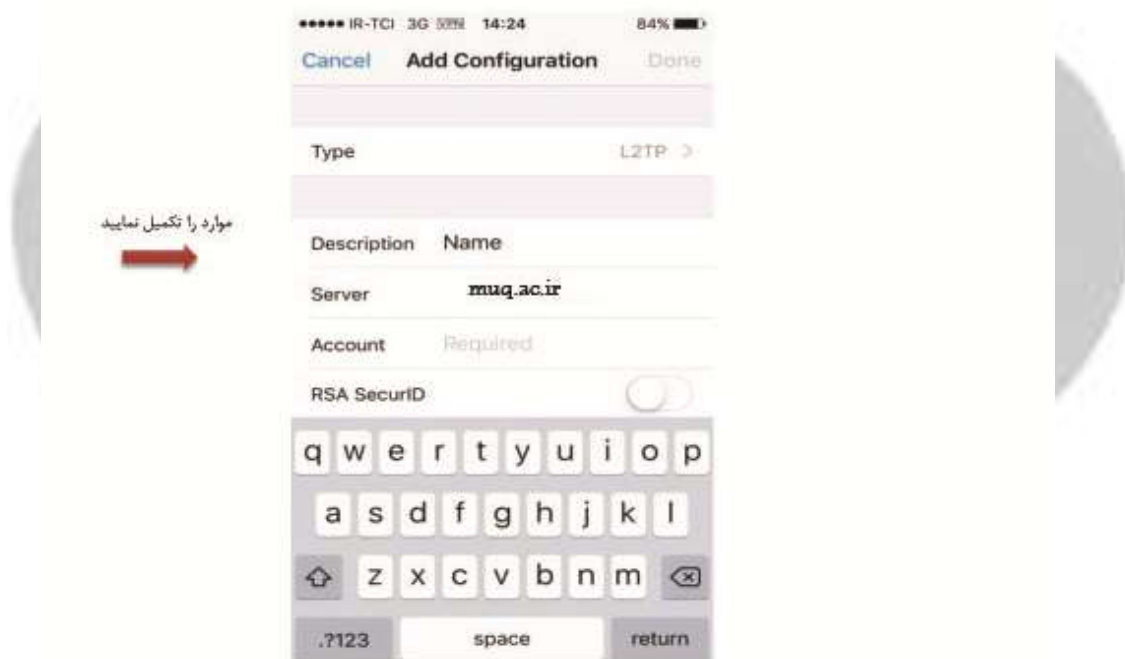 ●●●●● IR-TCI 3G VPN 14:24 84%
Cancel Add Configuration Done
Type L2TP >
موارد را تکمیل نمایید
Description Name
Server muq.ac.ir
Account Required
RSA SecurID
q w e r t y u i o p
a s d f g h j k l
z x c v b n m
.?123 space return